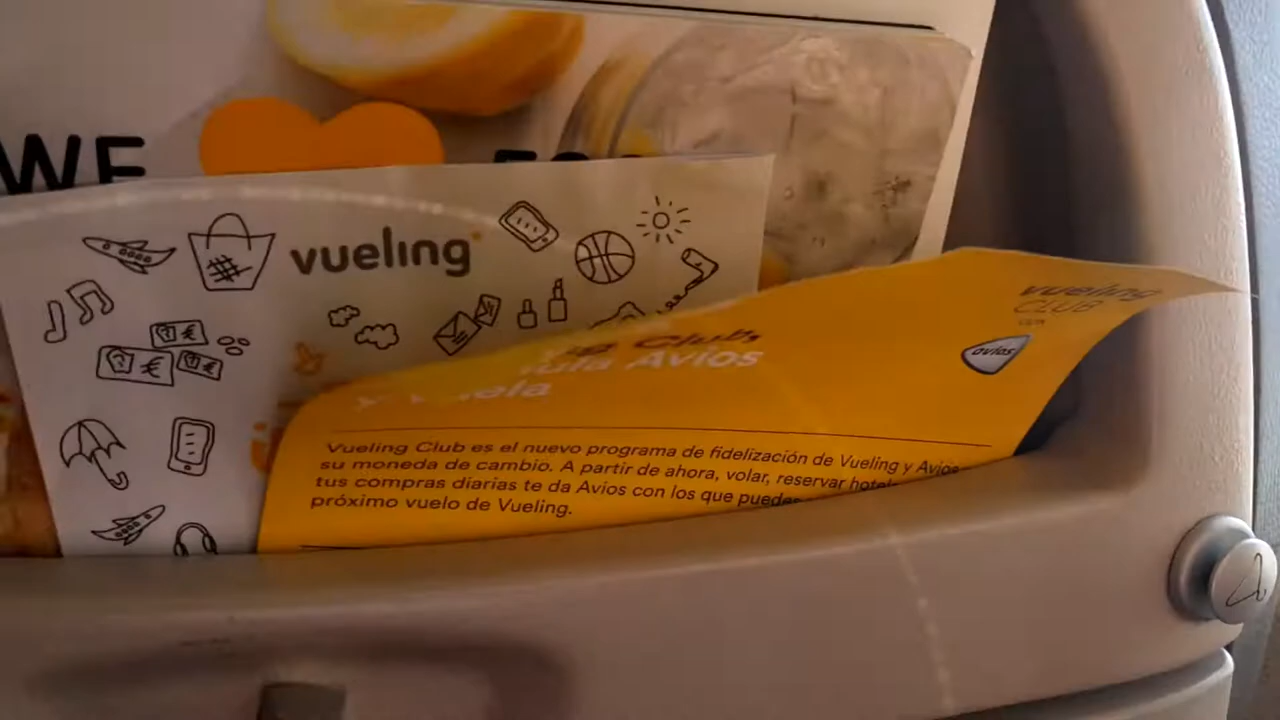 WE
vueling
vueling
CLUB
avios
Club,
Avios
Vueling Club es el nuevo programa de fidelización de Vueling y Avios
su moneda de cambio. A partir de ahora, volar, reservar
tus compras diarias te da Avios con los que puedes
próximo vuelo de Vueling.